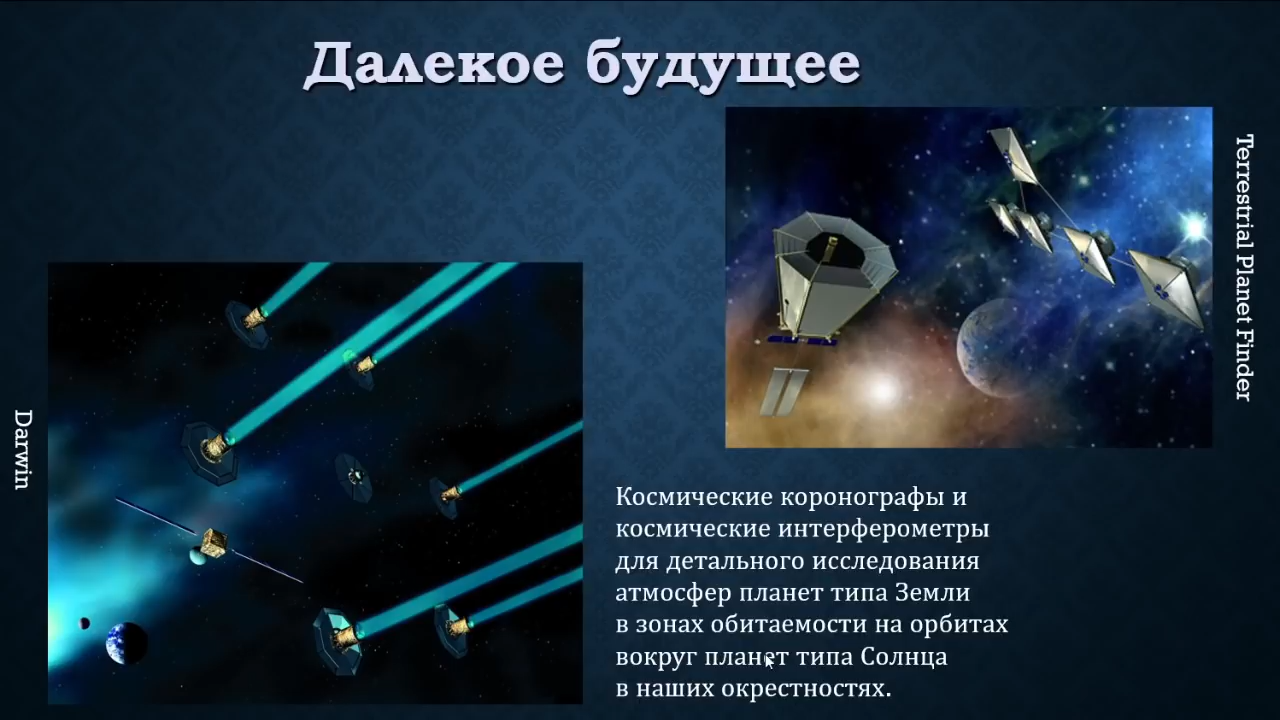 Далекое будущее
Terrestrial Planet Finder
Darwin
Космические коронографы и
космические интерферометры
для детального исследования
атмосфер планет типа Земли
в зонах обитаемости на орбитах
вокруг планет типа Солнца
в наших окрестностях.